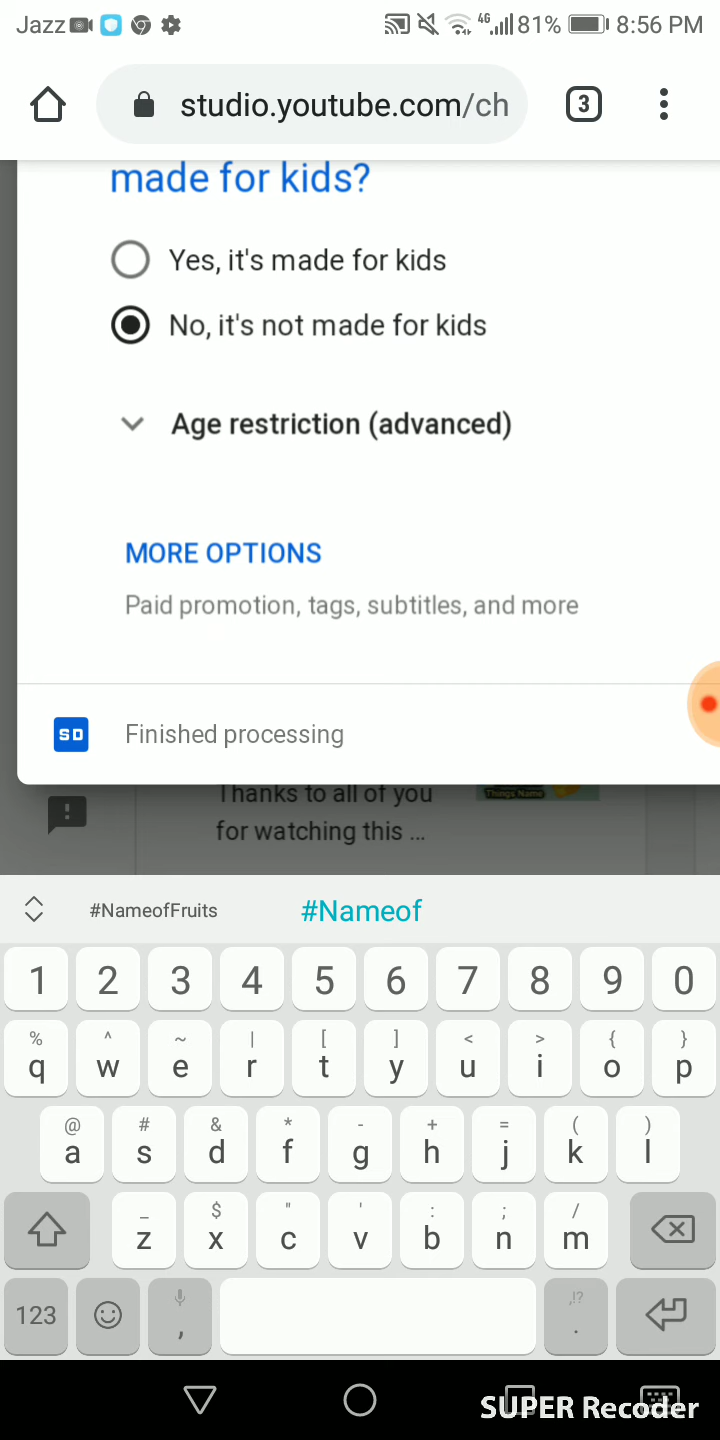 Jazz 4G 81% 8:56 PM
studio.youtube.com/ch 3
made for kids?
Yes, it's made for kids
No, it's not made for kids
Age restriction (advanced)
MORE OPTIONS
Paid promotion, tags, subtitles, and more
SD Finished processing
Thanks to all of you
Things Name
for watching this ...
#NameofFruits #Nameof
1 2 3 4 5 6 7 8 9 0
% ^ ~ | [ ] < > { }
q w e r t y u i o p
@ # & * - + = ( )
a s d f g h j k l
_ $ " ' : ; /
z x c v b n m
,!?
123 , .
SUPER Recoder